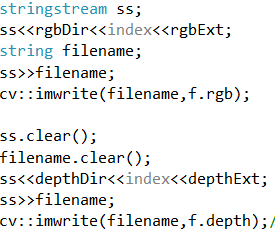 stringstream ss;
ss<<rgbDir<<index<<rgbExt;
string filename;
ss>>filename;
cv::imwrite(filename,f.rgb);
ss.clear();
filename.clear();
ss<<depthDir<<index<<depthExt;
ss>>filename;
cv::imwrite(filename,f.depth);/